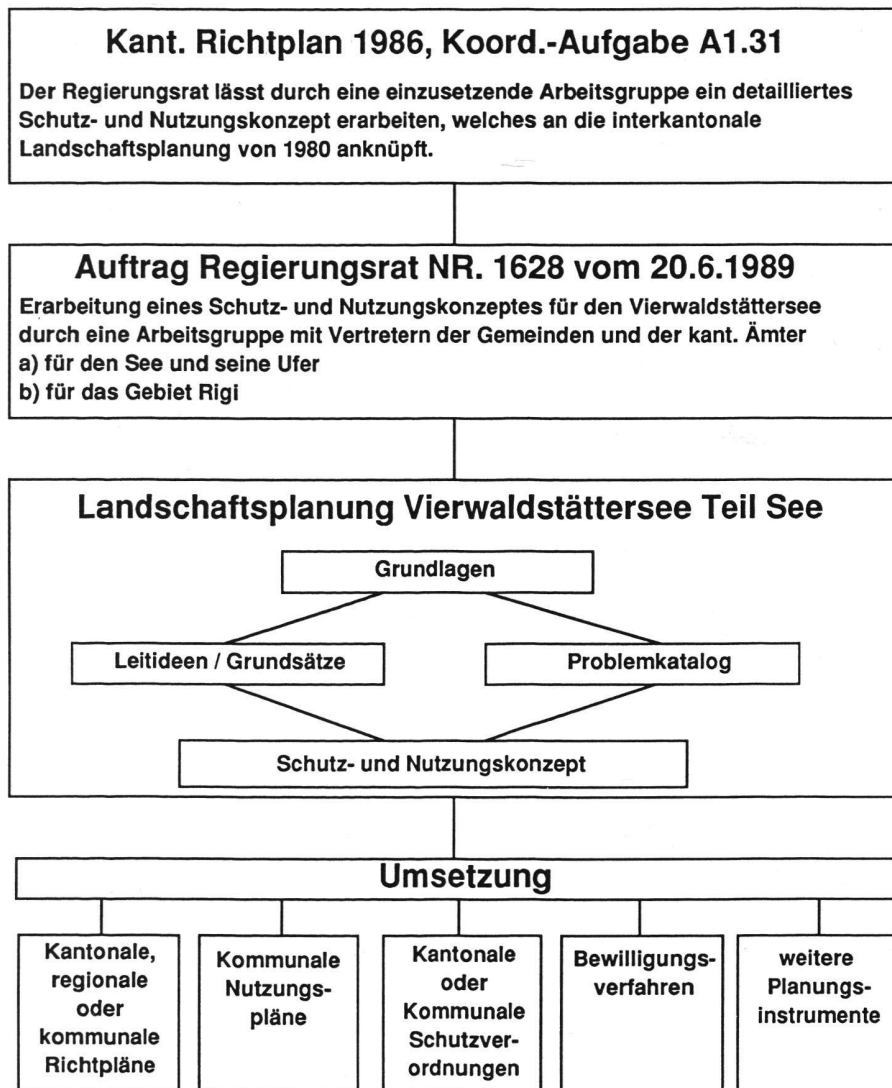 Kant. Richtplan 1986, Koord.-Aufgabe A1.31
Der Regierungsrat lässt durch eine einzusetzende Arbeitsgruppe ein detailliertes
Schutz- und Nutzungskonzept erarbeiten, welches an die interkantonale
Landschaftsplanung von 1980 anknüpft.
Auftrag Regierungsrat NR. 1628 vom 20.6.1989
Erarbeitung eines Schutz- und Nutzungskonzeptes für den Vierwaldstättersee
durch eine Arbeitsgruppe mit Vertretern der Gemeinden und der kant. Ämter
a) für den See und seine Ufer
b) für das Gebiet Rigi
Landschaftsplanung Vierwaldstättersee Teil See
Grundlagen
Leitideen / Grundsätze
Problemkatalog
Schutz- und Nutzungskonzept
Umsetzung
Kantonale,
regionale
oder
kommunale
Richtpläne
Kommunale
Nutzungs-
pläne
Kantonale
oder
Kommunale
Schutzver-
ordnungen
Bewilligungs-
verfahren
weitere
Planungs-
instrumente